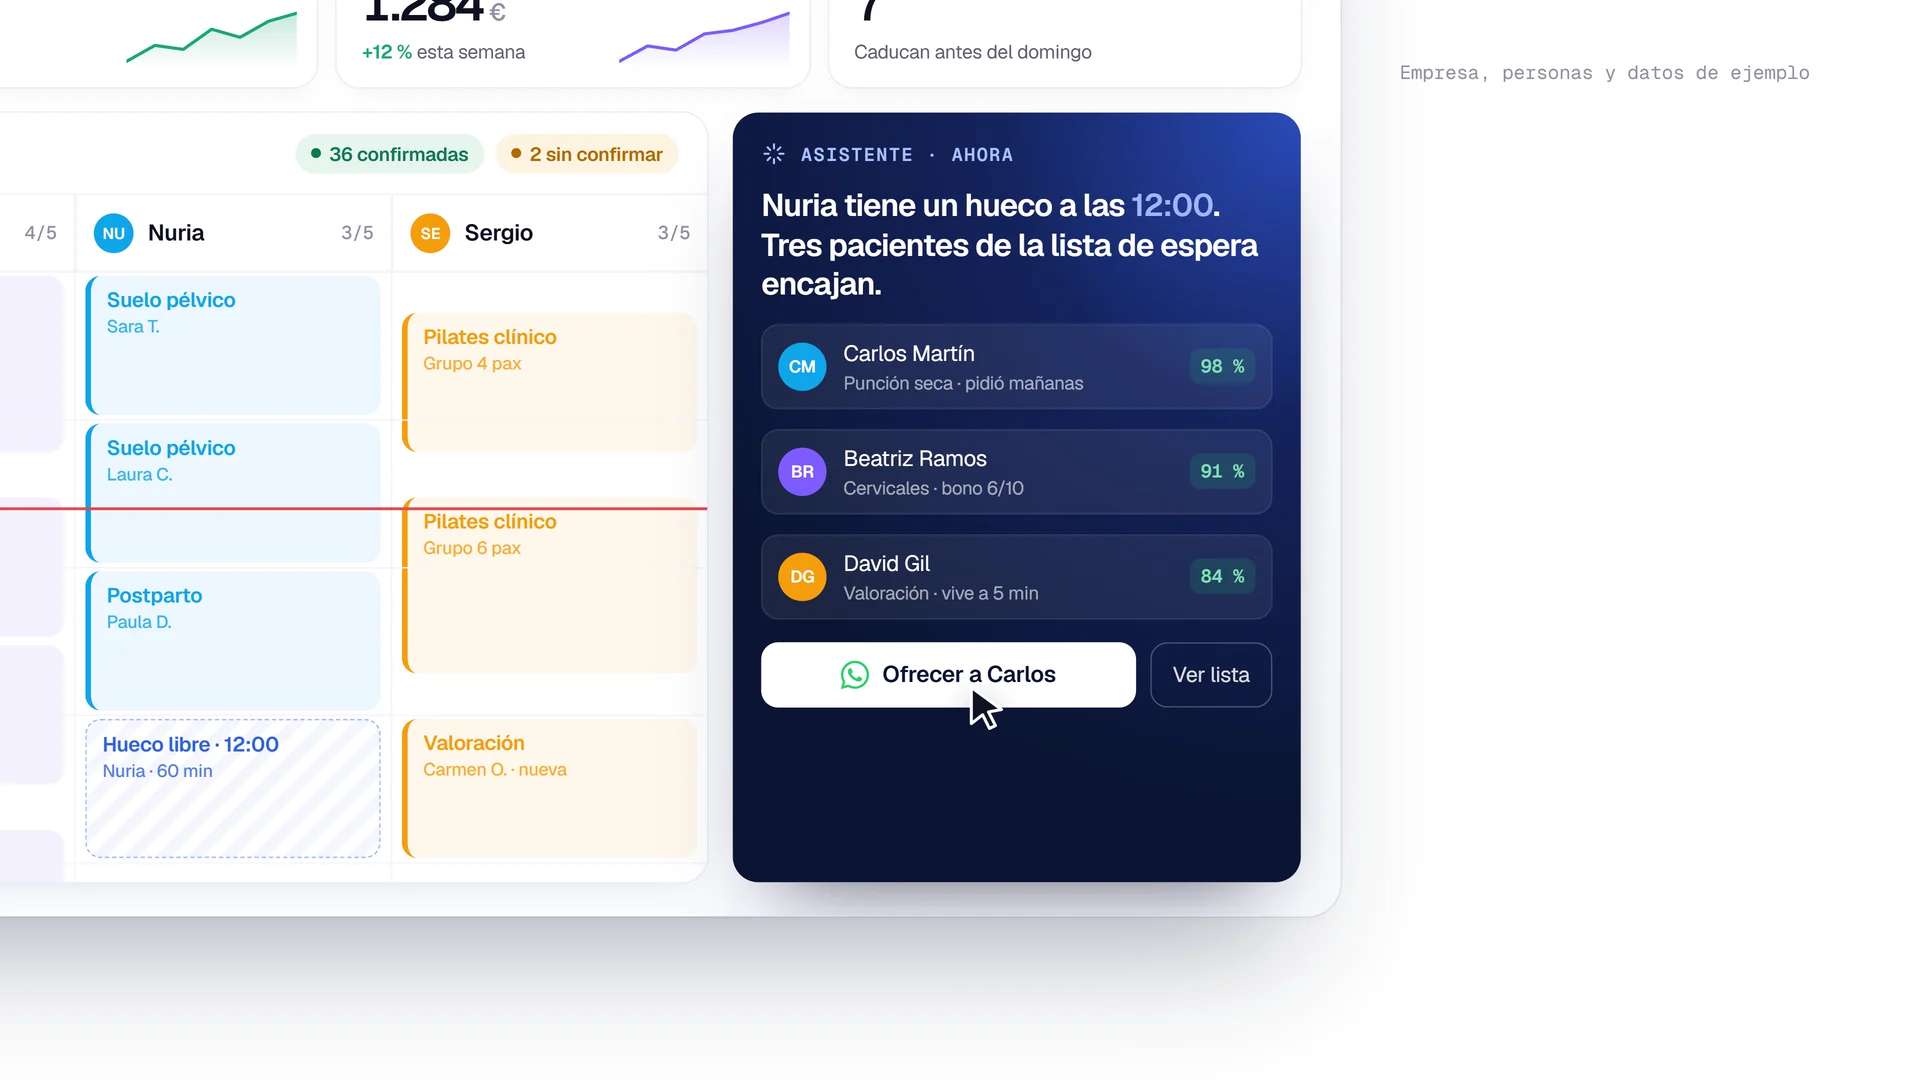 1.284 €
+12 % esta semana
7
Caducan antes del domingo
Empresa, personas y datos de ejemplo
36 confirmadas
2 sin confirmar
4/5
NU Nuria 3/5
SE Sergio 3/5
Suelo pélvico
Sara T.
Pilates clínico
Grupo 4 pax
Suelo pélvico
Laura C.
Pilates clínico
Grupo 6 pax
Postparto
Paula D.
Hueco libre · 12:00
Nuria · 60 min
Valoración
Carmen O. · nueva
ASISTENTE · AHORA
Nuria tiene un hueco a las 12:00.
Tres pacientes de la lista de espera
encajan.
CM Carlos Martín
Punción seca · pidió mañanas
98 %
BR Beatriz Ramos
Cervicales · bono 6/10
91 %
DG David Gil
Valoración · vive a 5 min
84 %
Ofrecer a Carlos
Ver lista